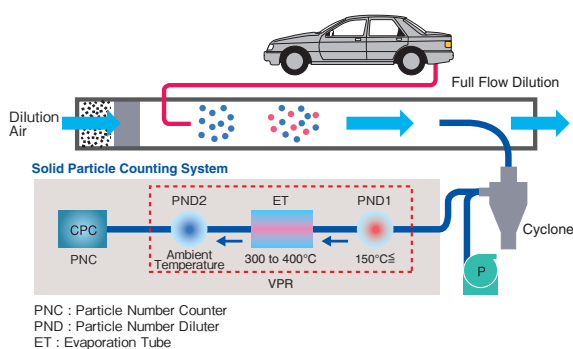 Full Flow Dilution
Dilution
Air
Solid Particle Counting System
PND2
ET
PND1
CPC
Cyclone
PNC
Ambient
Temperature
300 to 400°C
150°C≦
VPR
P
PNC : Particle Number Counter
PND : Particle Number Diluter
ET : Evaporation Tube